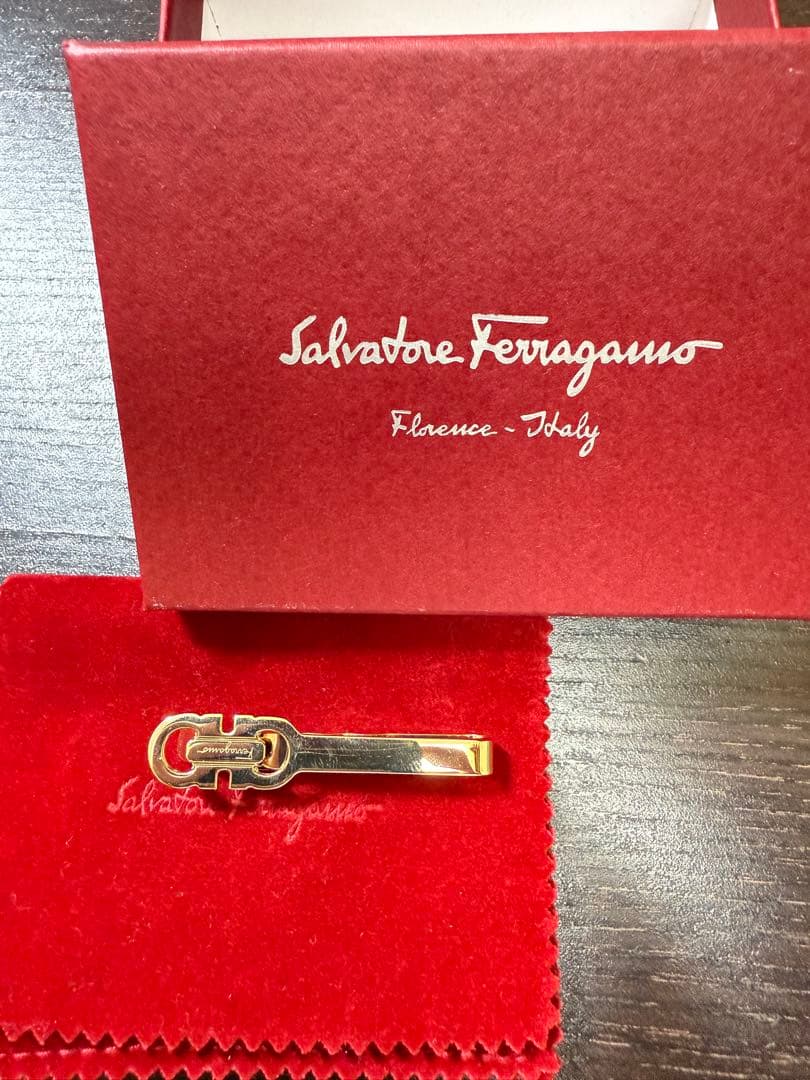 Salvatore Ferragamo
Florence - Italy
Ferragamo
Salvatore Ferragamo